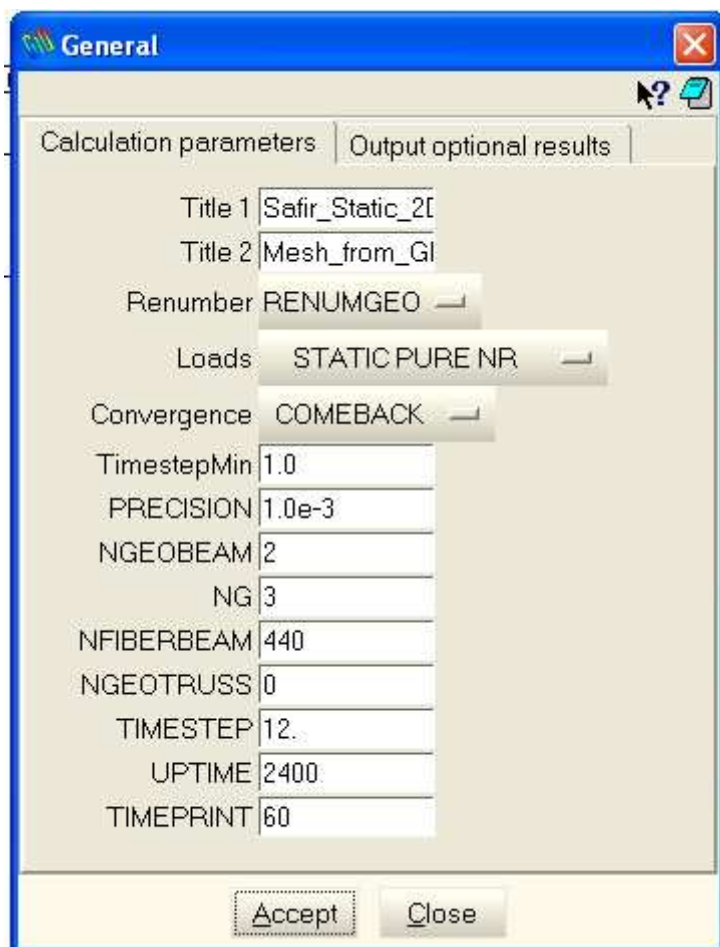 General
Calculation parameters
Output optional results
Title 1 Safir_Static_2D
Title 2 Mesh_from_GI
Renumber RENUMGEO
Loads STATIC PURE NR
Convergence COMEBACK
TimestepMin 1.0
PRECISION 1.0e-3
NGEOBEAM 2
NG 3
NFIBERBEAM 440
NGEOTRUSS 0
TIMESTEP 12.
UPTIME 2400
TIMEPRINT 60
Accept Close